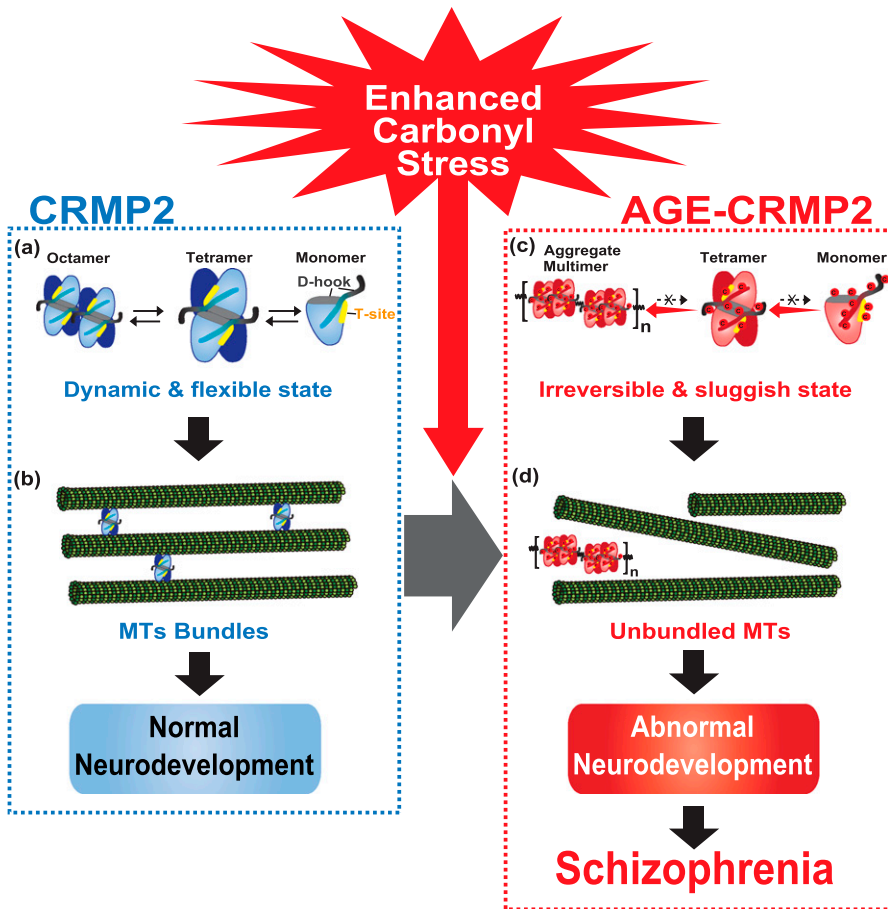 Enhanced
Carbonyl
Stress
CRMP2
(a)
Octamer
Tetramer
Monomer
D-hook
T-site
Dynamic & flexible state
(b)
MTs Bundles
Normal
Neurodevelopment
AGE-CRMP2
(c)
Aggregate
Multimer
Tetramer
Monomer
[ ]n
-X-
-X-
Irreversible & sluggish state
(d)
[ ]n
Unbundled MTs
Abnormal
Neurodevelopment
Schizophrenia